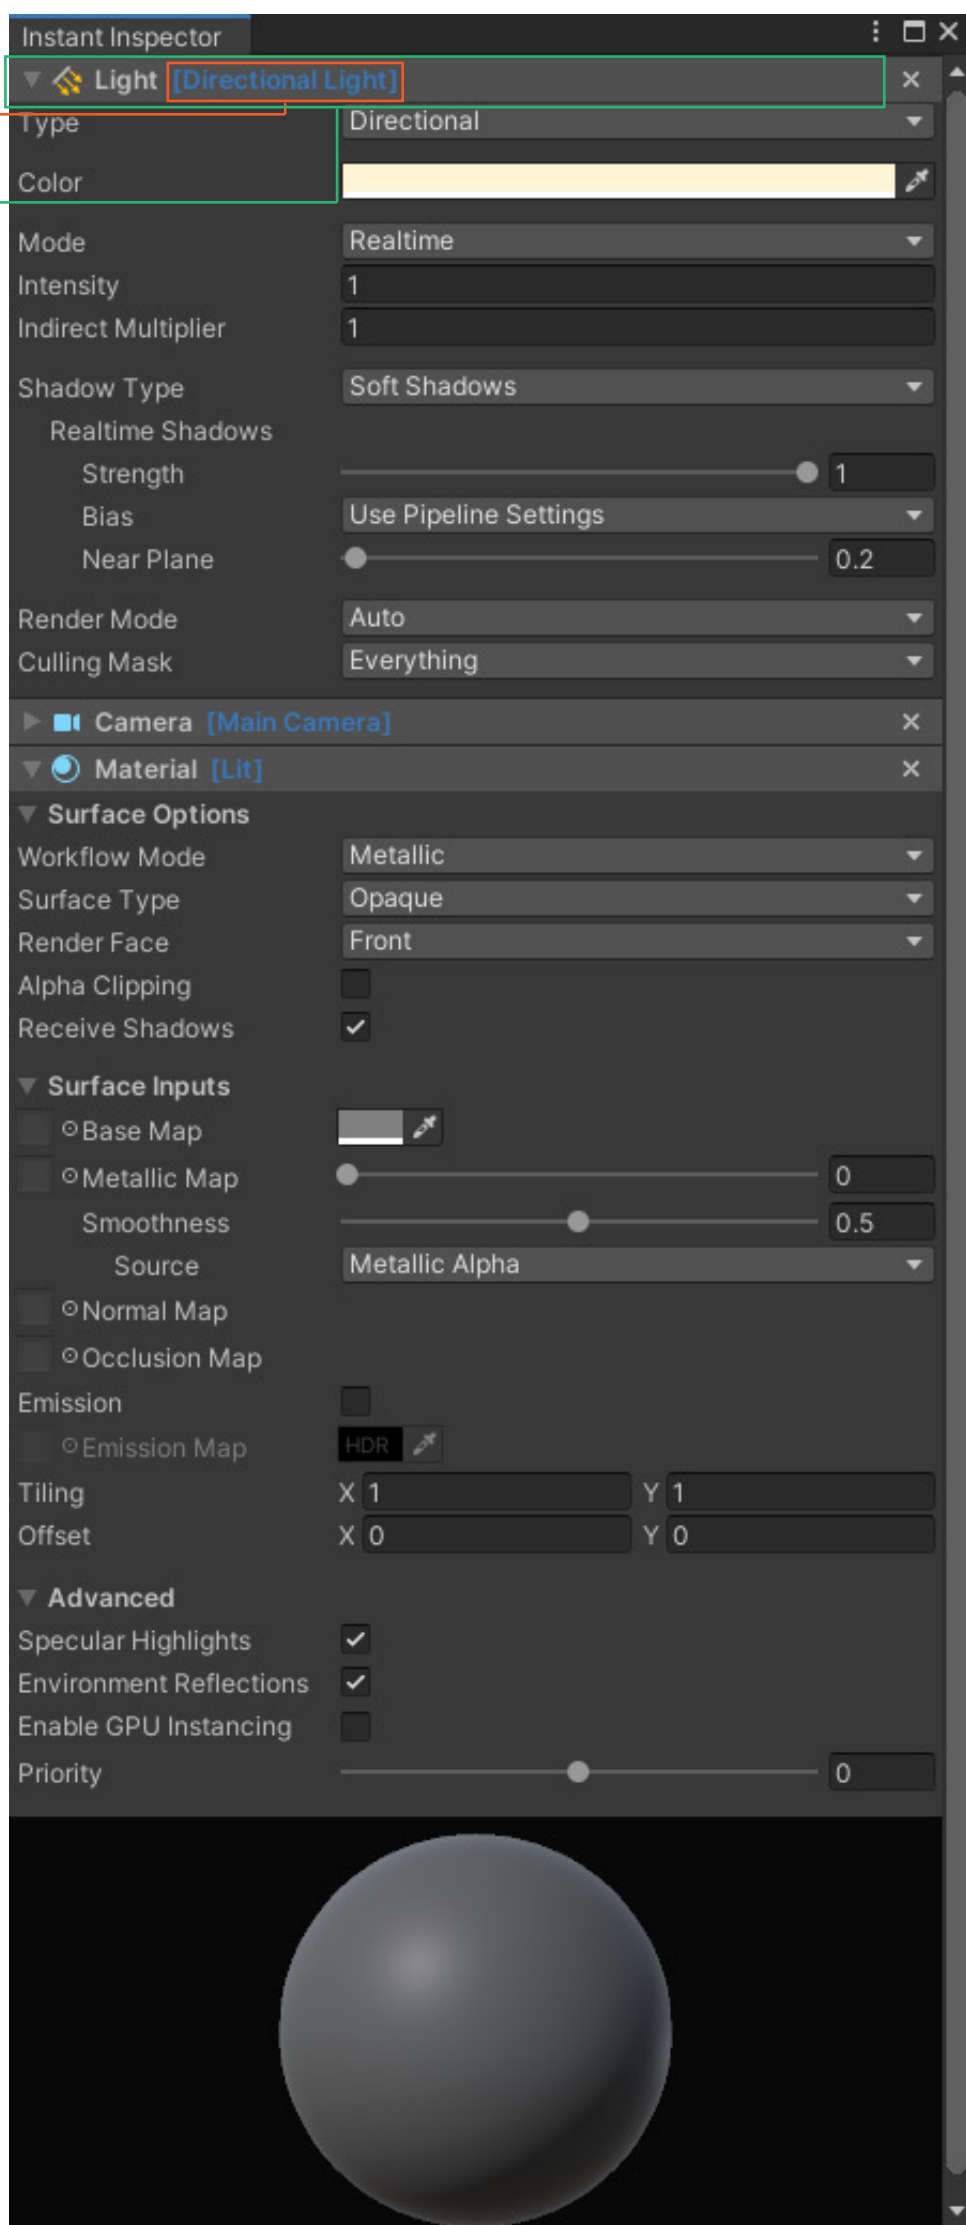 Instant Inspector
Light [Directional Light]
Type Directional
Color
Mode Realtime
Intensity 1
Indirect Multiplier 1
Shadow Type Soft Shadows
Realtime Shadows
Strength 1
Bias Use Pipeline Settings
Near Plane 0.2
Render Mode Auto
Culling Mask Everything
Camera [Main Camera]
Material [Lit]
Surface Options
Workflow Mode Metallic
Surface Type Opaque
Render Face Front
Alpha Clipping
Receive Shadows
Surface Inputs
Base Map
Metallic Map 0
Smoothness 0.5
Source Metallic Alpha
Normal Map
Occlusion Map
Emission
Emission Map HDR
Tiling X 1 Y 1
Offset X 0 Y 0
Advanced
Specular Highlights
Environment Reflections
Enable GPU Instancing
Priority 0